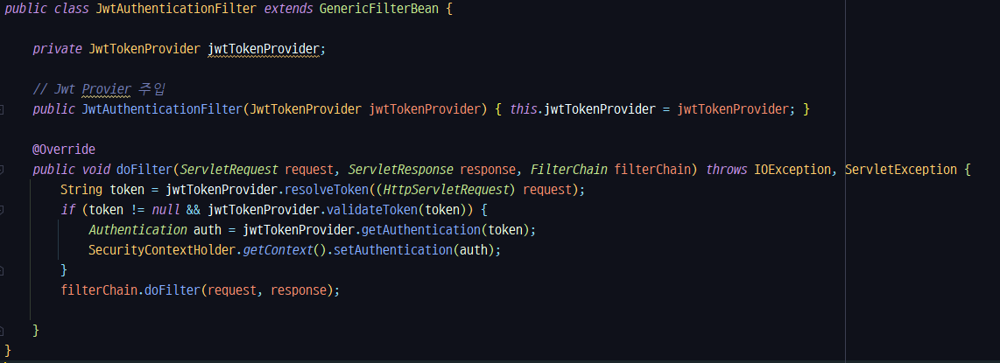 public class JwtAuthenticationFilter extends GenericFilterBean {
private JwtTokenProvider jwtTokenProvider;
// Jwt Provier 주입
public JwtAuthenticationFilter(JwtTokenProvider jwtTokenProvider) { this.jwtTokenProvider = jwtTokenProvider; }
@Override
public void doFilter(ServletRequest request, ServletResponse response, FilterChain filterChain) throws IOException, ServletException {
String token = jwtTokenProvider.resolveToken((HttpServletRequest) request);
if (token != null && jwtTokenProvider.validateToken(token)) {
Authentication auth = jwtTokenProvider.getAuthentication(token);
SecurityContextHolder.getContext().setAuthentication(auth);
}
filterChain.doFilter(request, response);
}
}